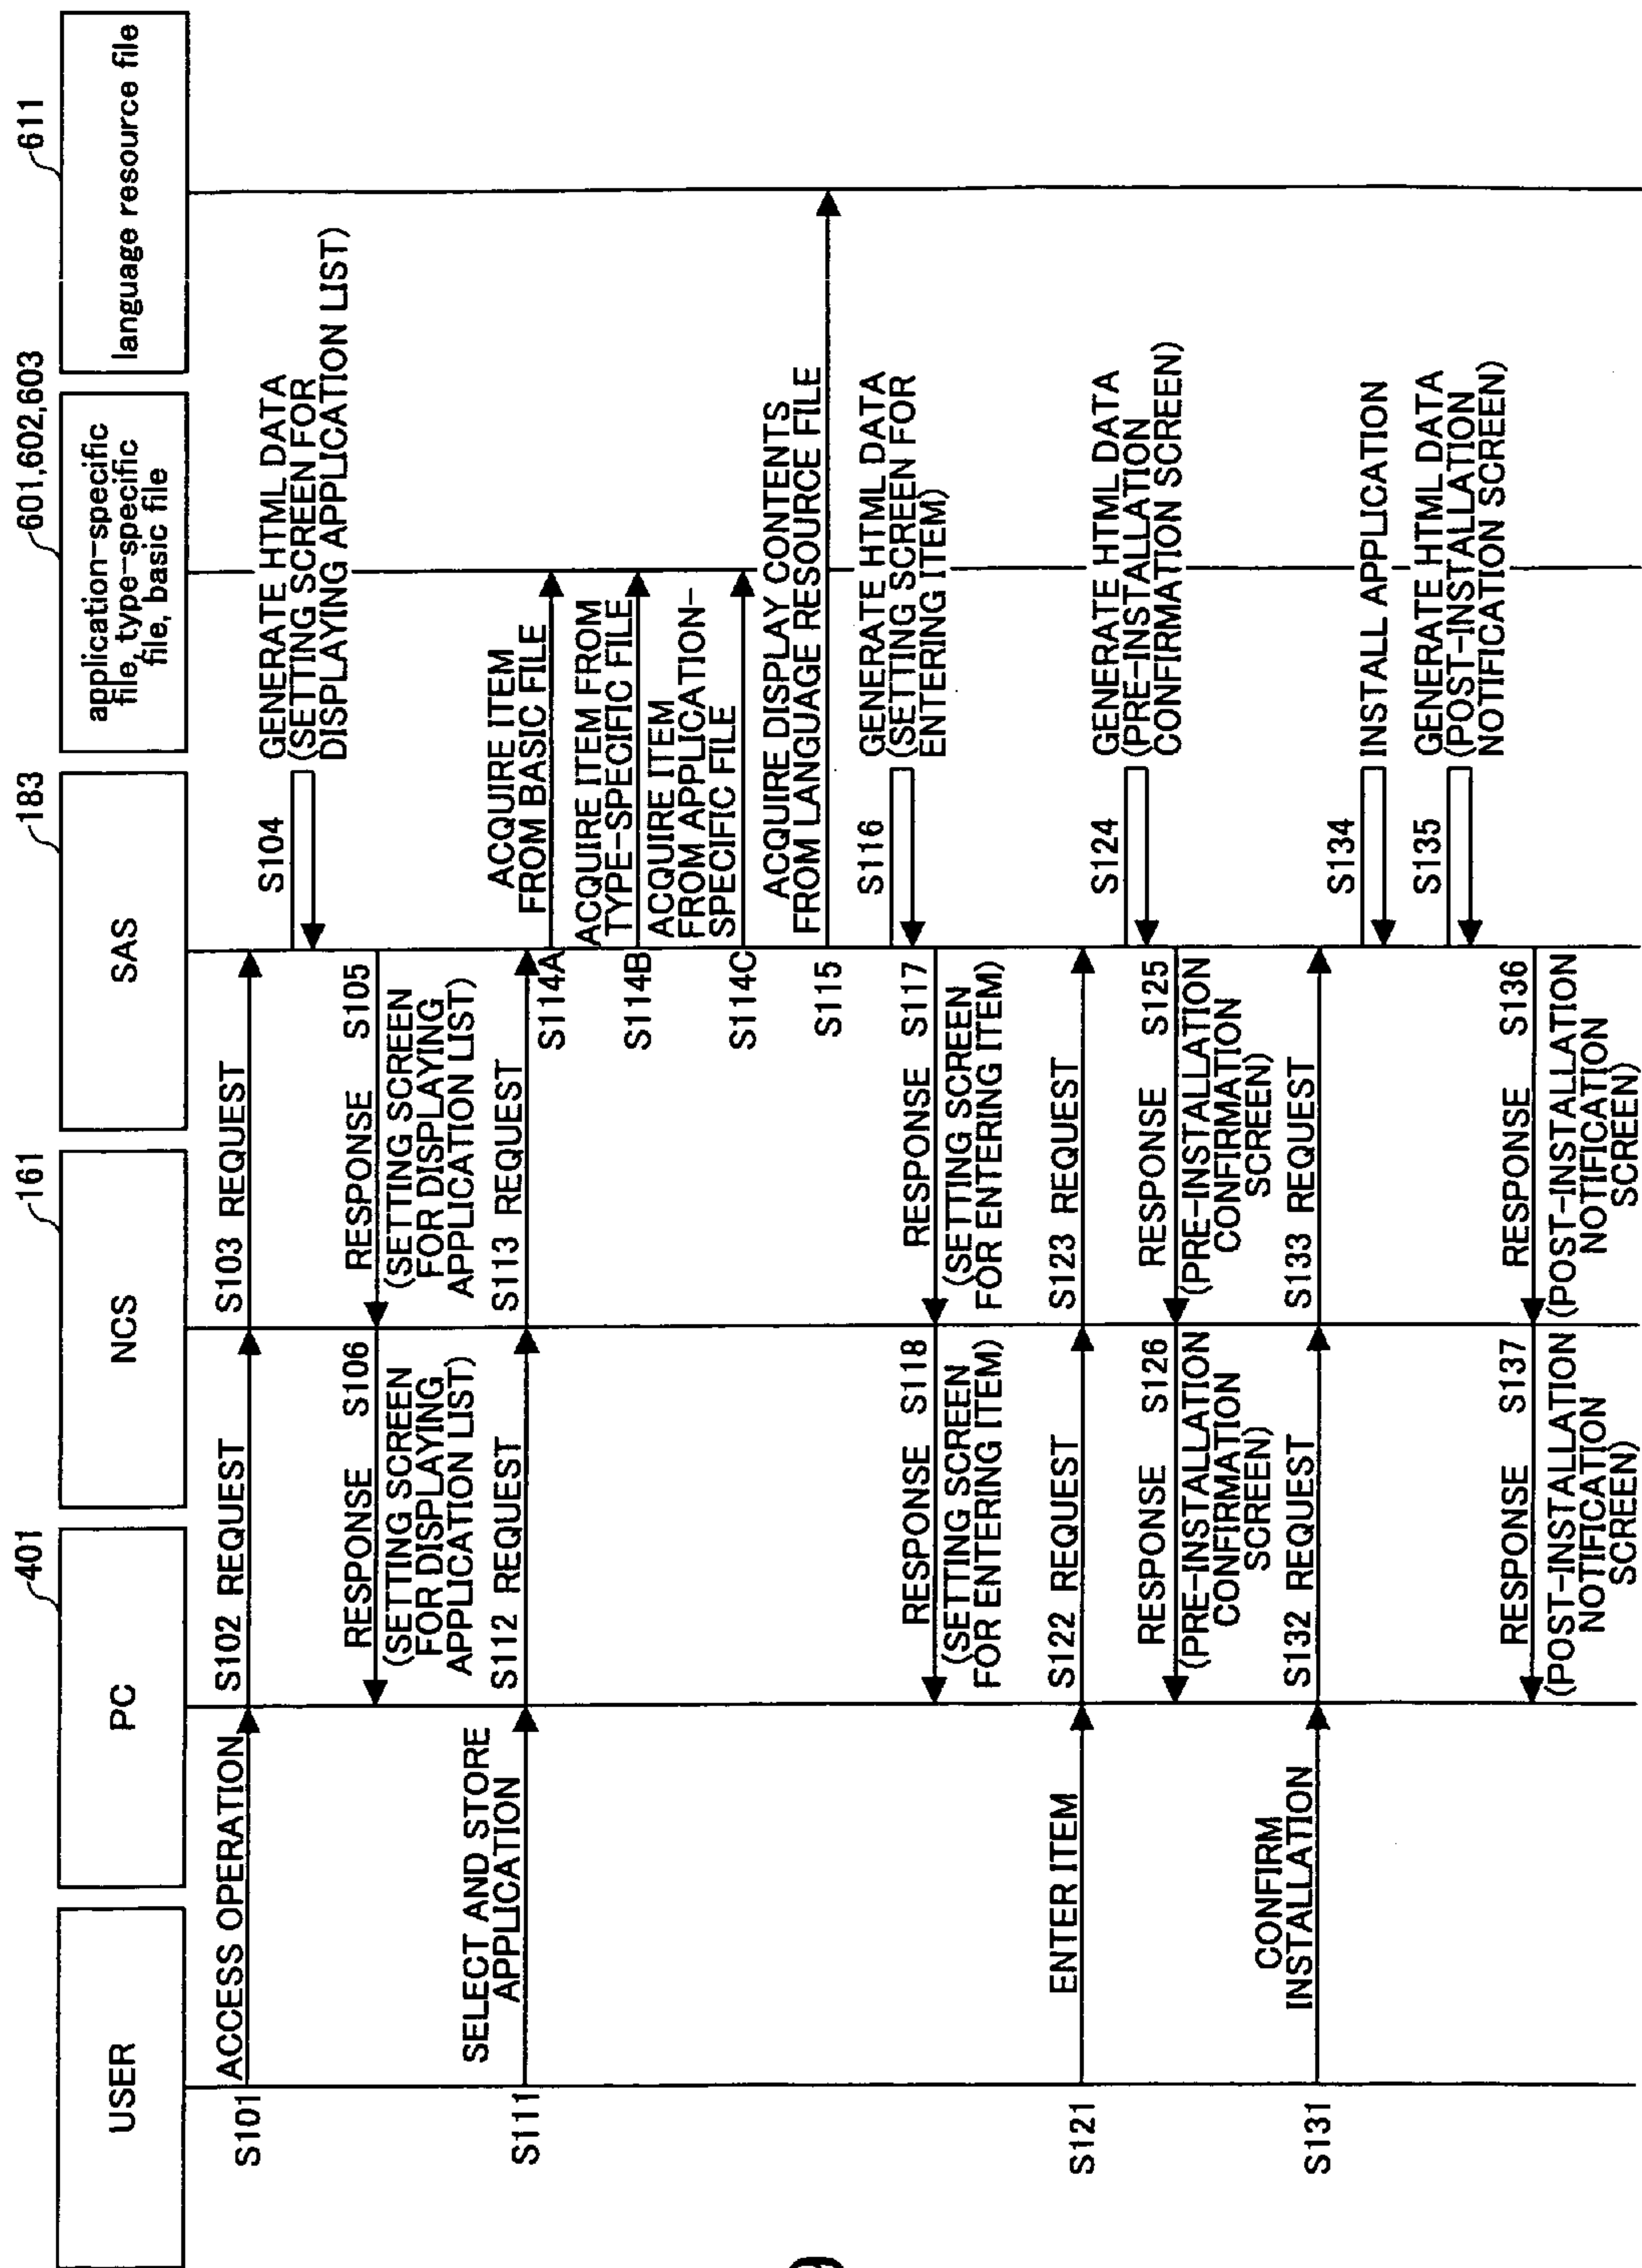 USER
PC
401
NCS
161
SAS
183
application-specific
file, type-specific
file, basic file
601,602,603
language resource file
611
S101
ACCESS OPERATION
S102 REQUEST
S103 REQUEST
S104
GENERATE HTML DATA
(SETTING SCREEN FOR
DISPLAYING APPLICATION LIST)
RESPONSE S105
(SETTING SCREEN
FOR DISPLAYING
APPLICATION LIST)
RESPONSE S106
(SETTING SCREEN
FOR DISPLAYING
APPLICATION LIST)
S111
SELECT AND STORE
APPLICATION
S112 REQUEST
S113 REQUEST
S114A
ACQUIRE ITEM
FROM BASIC FILE
S114B
ACQUIRE ITEM FROM
TYPE-SPECIFIC FILE
S114C
ACQUIRE ITEM
FROM APPLICATION-
SPECIFIC FILE
S115
ACQUIRE DISPLAY CONTENTS
FROM LANGUAGE RESOURCE FILE
S116
GENERATE HTML DATA
(SETTING SCREEN FOR
ENTERING ITEM)
RESPONSE S117
(SETTING SCREEN
FOR ENTERING ITEM)
RESPONSE S118
(SETTING SCREEN
FOR ENTERING ITEM)
S121
ENTER ITEM
S122 REQUEST
S123 REQUEST
S124
GENERATE HTML DATA
(PRE-INSTALLATION
CONFIRMATION SCREEN)
RESPONSE S125
(PRE-INSTALLATION
CONFIRMATION
SCREEN)
RESPONSE S126
(PRE-INSTALLATION
CONFIRMATION
SCREEN)
S131
CONFIRM
INSTALLATION
S132 REQUEST
S133 REQUEST
S134
INSTALL APPLICATION
S135
GENERATE HTML DATA
(POST-INSTALLATION
NOTIFICATION SCREEN)
RESPONSE S136
(POST-INSTALLATION
NOTIFICATION
SCREEN)
RESPONSE S137
(POST-INSTALLATION
NOTIFICATION
SCREEN)